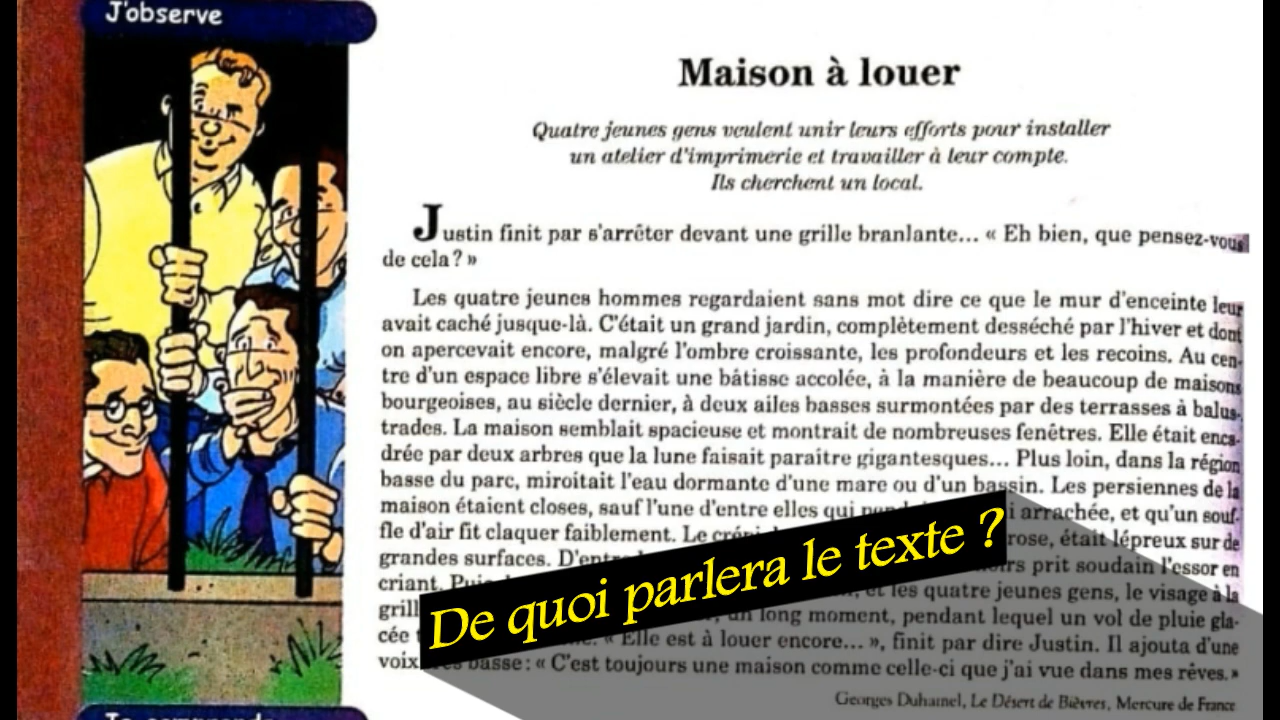 J'observe
Maison à louer
Quatre jeunes gens veulent unir leurs efforts pour installer
un atelier d'imprimerie et travailler à leur compte.
Ils cherchent un local.
Justin finit par s'arrêter devant une grille branlante... « Eh bien, que pensez-vous
de cela ? »
Les quatre jeunes hommes regardaient sans mot dire ce que le mur d'enceinte leur
avait caché jusque-là. C'était un grand jardin, complètement desséché par l'hiver et dont
on apercevait encore, malgré l'ombre croissante, les profondeurs et les recoins. Au cen-
tre d'un espace libre s'élevait une bâtisse accolée, à la manière de beaucoup de maisons
bourgeoises, au siècle dernier, à deux ailes basses surmontées par des terrasses à balus-
trades. La maison semblait spacieuse et montrait de nombreuses fenêtres. Elle était enca-
drée par deux arbres que la lune faisait paraître gigantesques... Plus loin, dans la région
basse du parc, miroitait l'eau dormante d'une mare ou d'un bassin. Les persiennes de la
maison étaient closes, sauf l'une d'entre elles qui arrachée, et qu'un souf-
fle d'air fit claquer faiblement. Le rose, était lépreux sur de
grandes surfaces. prit soudain l'essor en
criant. et les quatre jeunes gens, le visage à la
un long moment, pendant lequel un vol de pluie gla-
cée « Elle est à louer encore... », finit par dire Justin. Il ajouta d'une
voix basse : « C'est toujours une maison comme celle-ci que j'ai vue dans mes rêves. »
De quoi parlera le texte ?
Georges Duhamel, Le Désert de Bièvres, Mercure de France
Je comprends